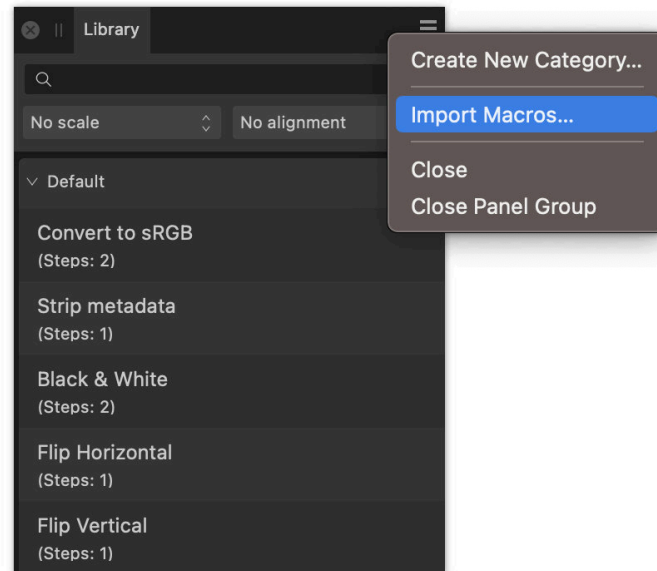 Library
No scale
No alignment
Default
Convert to sRGB
(Steps: 2)
Strip metadata
(Steps: 1)
Black & White
(Steps: 2)
Flip Horizontal
(Steps: 1)
Flip Vertical
(Steps: 1)
Create New Category...
Import Macros...
Close
Close Panel Group